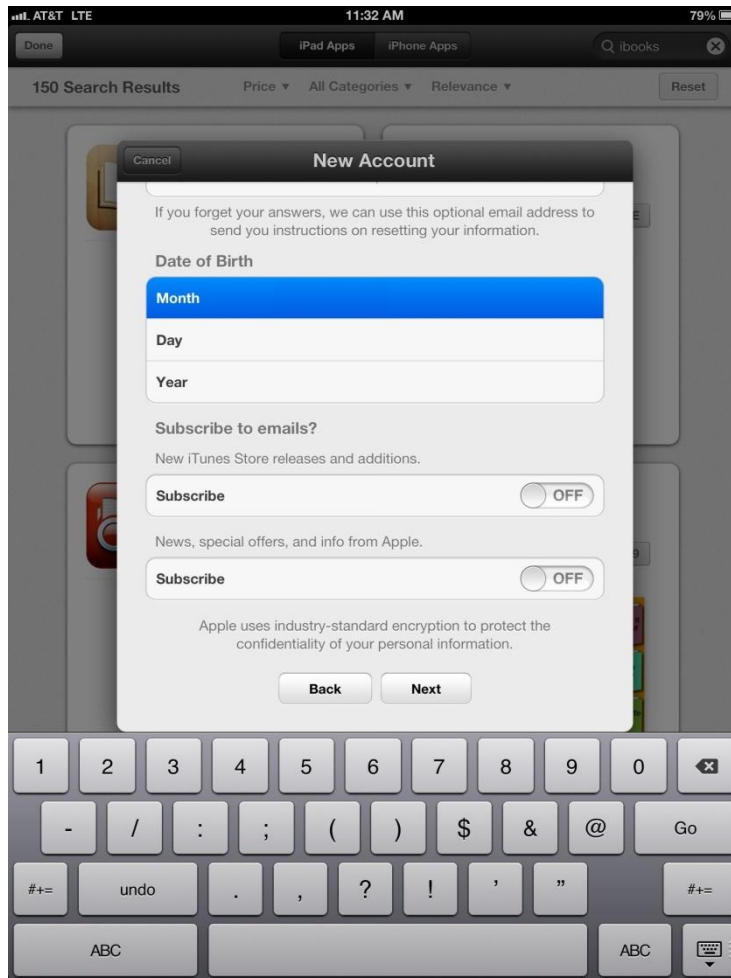 AT&T LTE 11:32 AM 79%
Done iPad Apps iPhone Apps ibooks
150 Search Results Price ▾ All Categories ▾ Relevance ▾ Reset
Cancel New Account
If you forget your answers, we can use this optional email address to
send you instructions on resetting your information.
Date of Birth
Month
Day
Year
Subscribe to emails?
New iTunes Store releases and additions.
Subscribe OFF
News, special offers, and info from Apple.
Subscribe OFF
Apple uses industry-standard encryption to protect the
confidentiality of your personal information.
Back Next
1 2 3 4 5 6 7 8 9 0
- / : ; ( ) $ & @ Go
#+= undo . , ? ! ’ ” #+=
ABC ABC